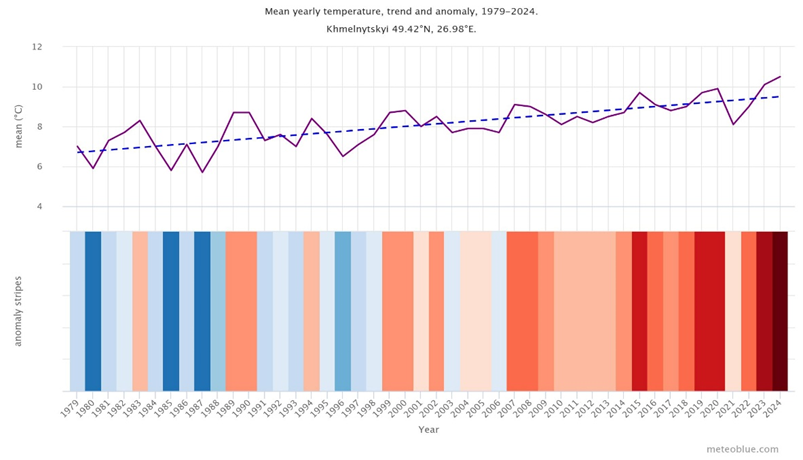 Mean yearly temperature, trend and anomaly, 1979-2024.
Khmelnytskyi 49.42°N, 26.98°E.
12
10
8
6
4
mean (°C)
anomaly stripes
1979 1980 1981 1982 1983 1984 1985 1986 1987 1988 1989 1990 1991 1992 1993 1994 1995 1996 1997 1998 1999 2000 2001 2002 2003 2004 2005 2006 2007 2008 2009 2010 2011 2012 2013 2014 2015 2016 2017 2018 2019 2020 2021 2022 2023 2024
Year
meteoblue.com